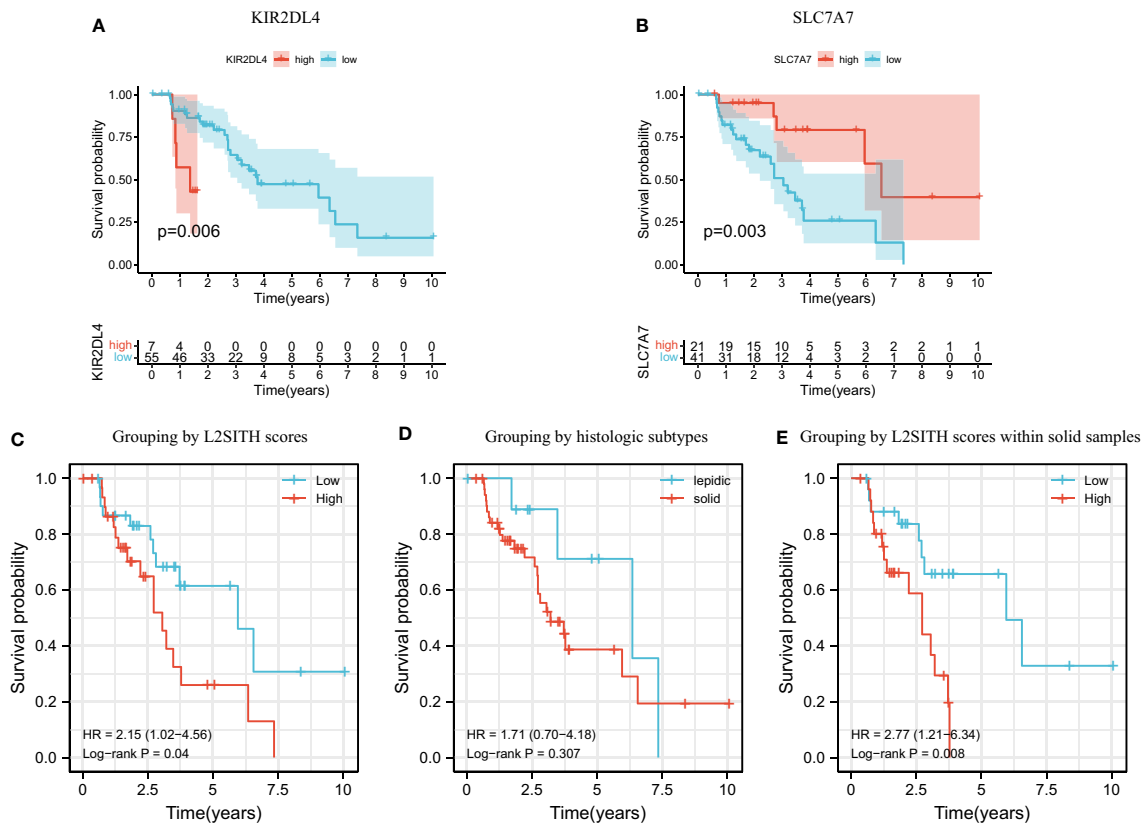 A
KIR2DL4
KIR2DL4 high low
Survival probability
1.00
0.75
0.50
0.25
0.00
p=0.006
0 1 2 3 4 5 6 7 8 9 10
Time(years)
KIR2DL4
high 7 4 0 0 0 0 0 0 0 0 0
low 55 46 33 22 9 8 5 3 2 1 1
0 1 2 3 4 5 6 7 8 9 10
Time(years)
B
SLC7A7
SLC7A7 high low
Survival probability
1.00
0.75
0.50
0.25
0.00
p=0.003
0 1 2 3 4 5 6 7 8 9 10
Time(years)
SLC7A7
high 21 19 15 10 5 5 3 2 2 1 1
low 41 31 18 12 4 3 2 1 0 0 0
0 1 2 3 4 5 6 7 8 9 10
Time(years)
C
Grouping by L2SITH scores
Low
High
Survival probability
1.0
0.8
0.6
0.4
0.2
0.0
HR = 2.15 (1.02−4.56)
Log−rank P = 0.04
0 2.5 5 7.5 10
Time(years)
D
Grouping by histologic subtypes
lepidic
solid
Survival probability
1.0
0.8
0.6
0.4
0.2
0.0
HR = 1.71 (0.70−4.18)
Log−rank P = 0.307
0 2.5 5 7.5 10
Time(years)
E
Grouping by L2SITH scores within solid samples
Low
High
Survival probability
1.0
0.8
0.6
0.4
0.2
0.0
HR = 2.77 (1.21−6.34)
Log−rank P = 0.008
0 2.5 5 7.5 10
Time(years)